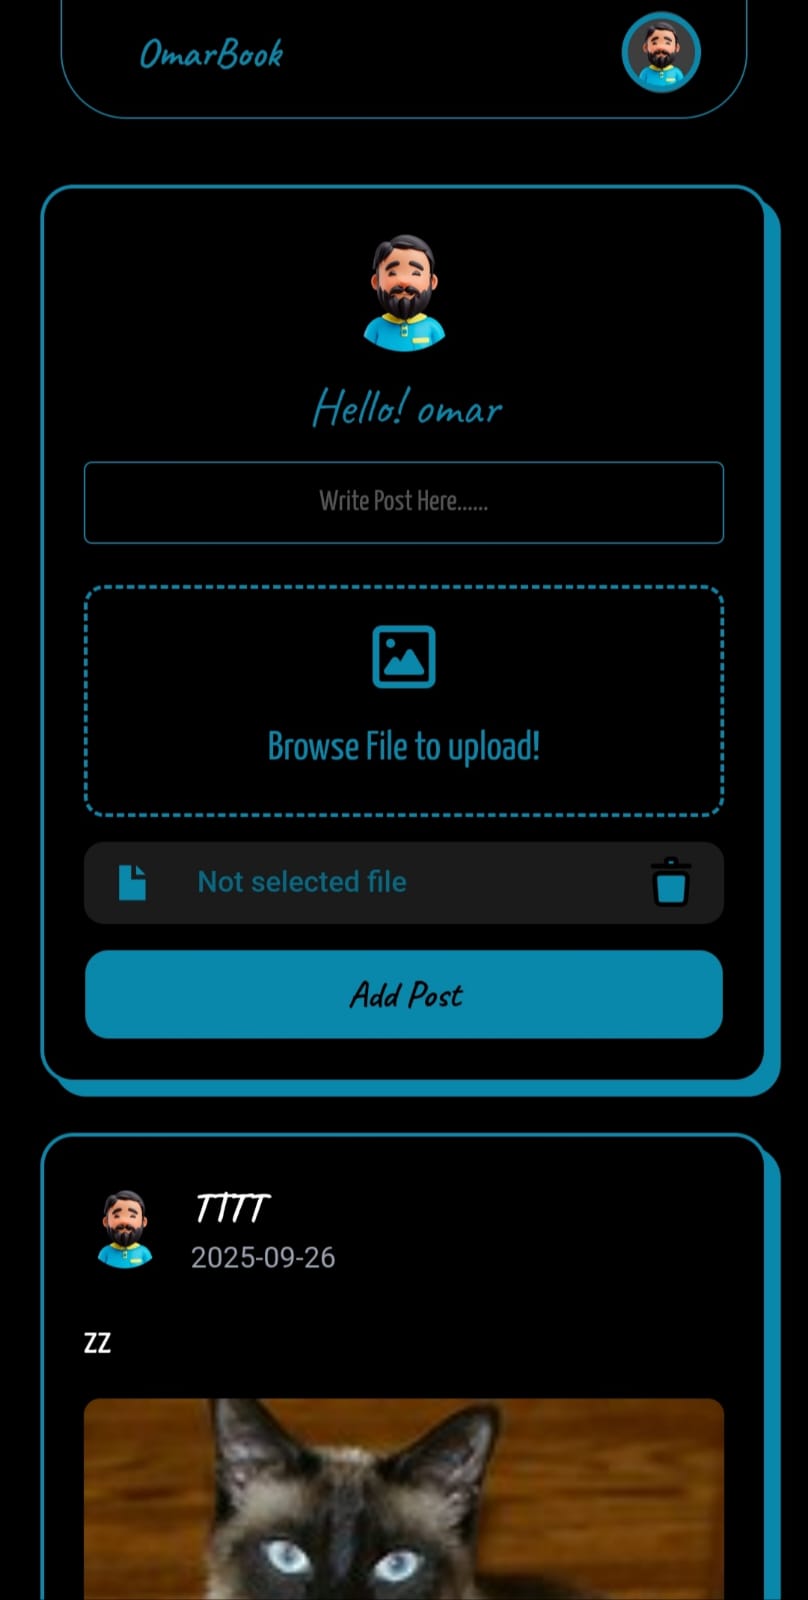 OmarBook
Hello! omar
Write Post Here......
Browse File to upload!
Not selected file
Add Post
TTTT
2025-09-26
zz